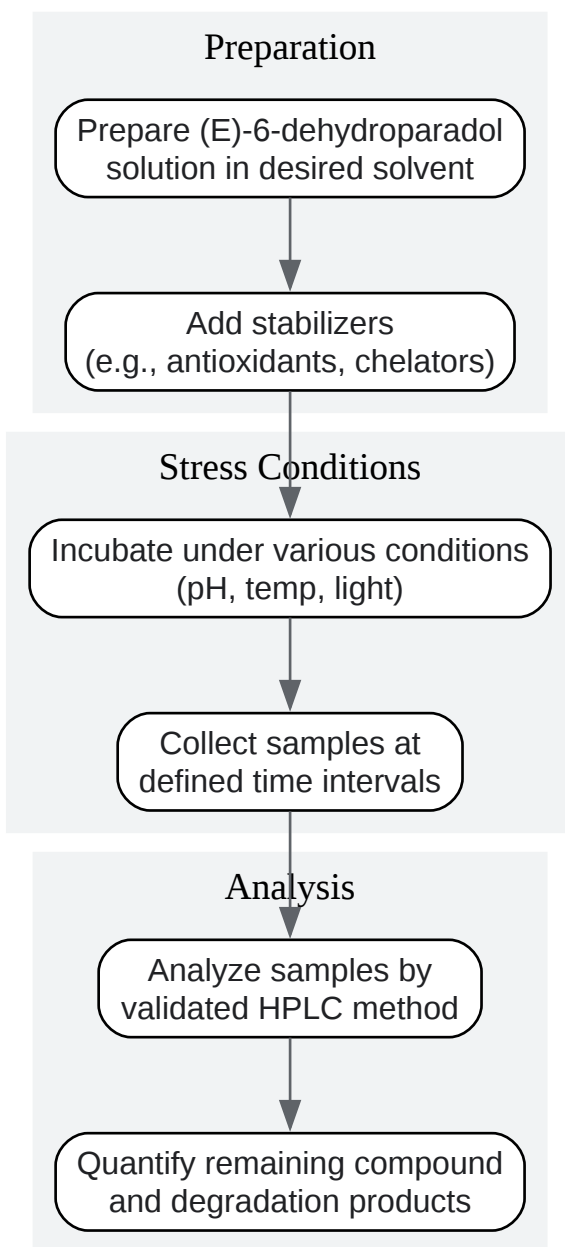 Preparation
Prepare (E)-6-dehydroparadol
solution in desired solvent
Add stabilizers
(e.g., antioxidants, chelators)
Stress Conditions
Incubate under various conditions
(pH, temp, light)
Collect samples at
defined time intervals
Analysis
Analyze samples by
validated HPLC method
Quantify remaining compound
and degradation products